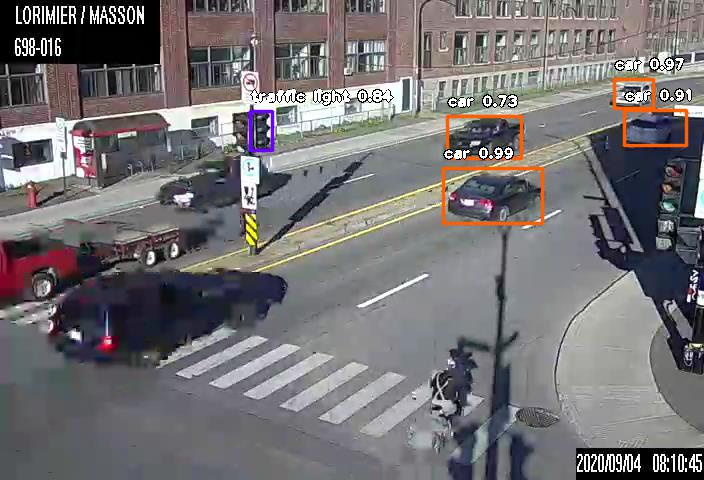 LORIMIER / MASSON
698-016
car 0.97
traffic light 0.84
car 0.73
car 0.91
car 0.99
2020/09/04 08:10:45